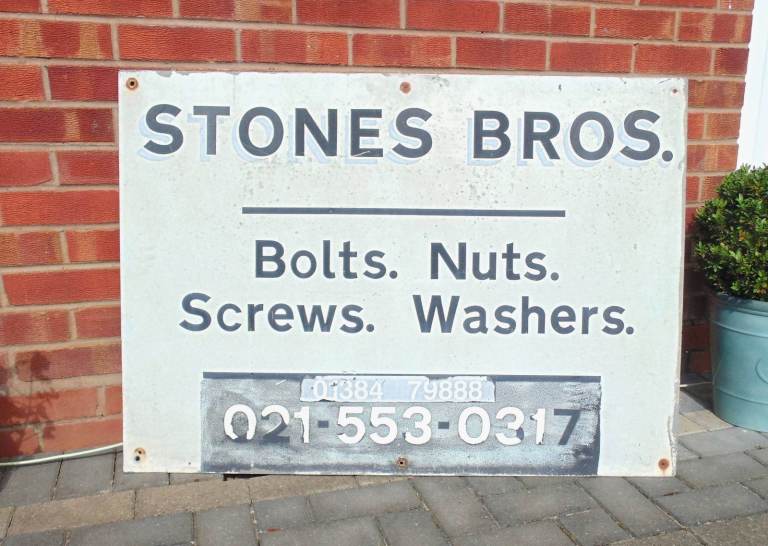 STONES BROS.
Bolts. Nuts.
Screws. Washers.
01384 79888
021-553-0317